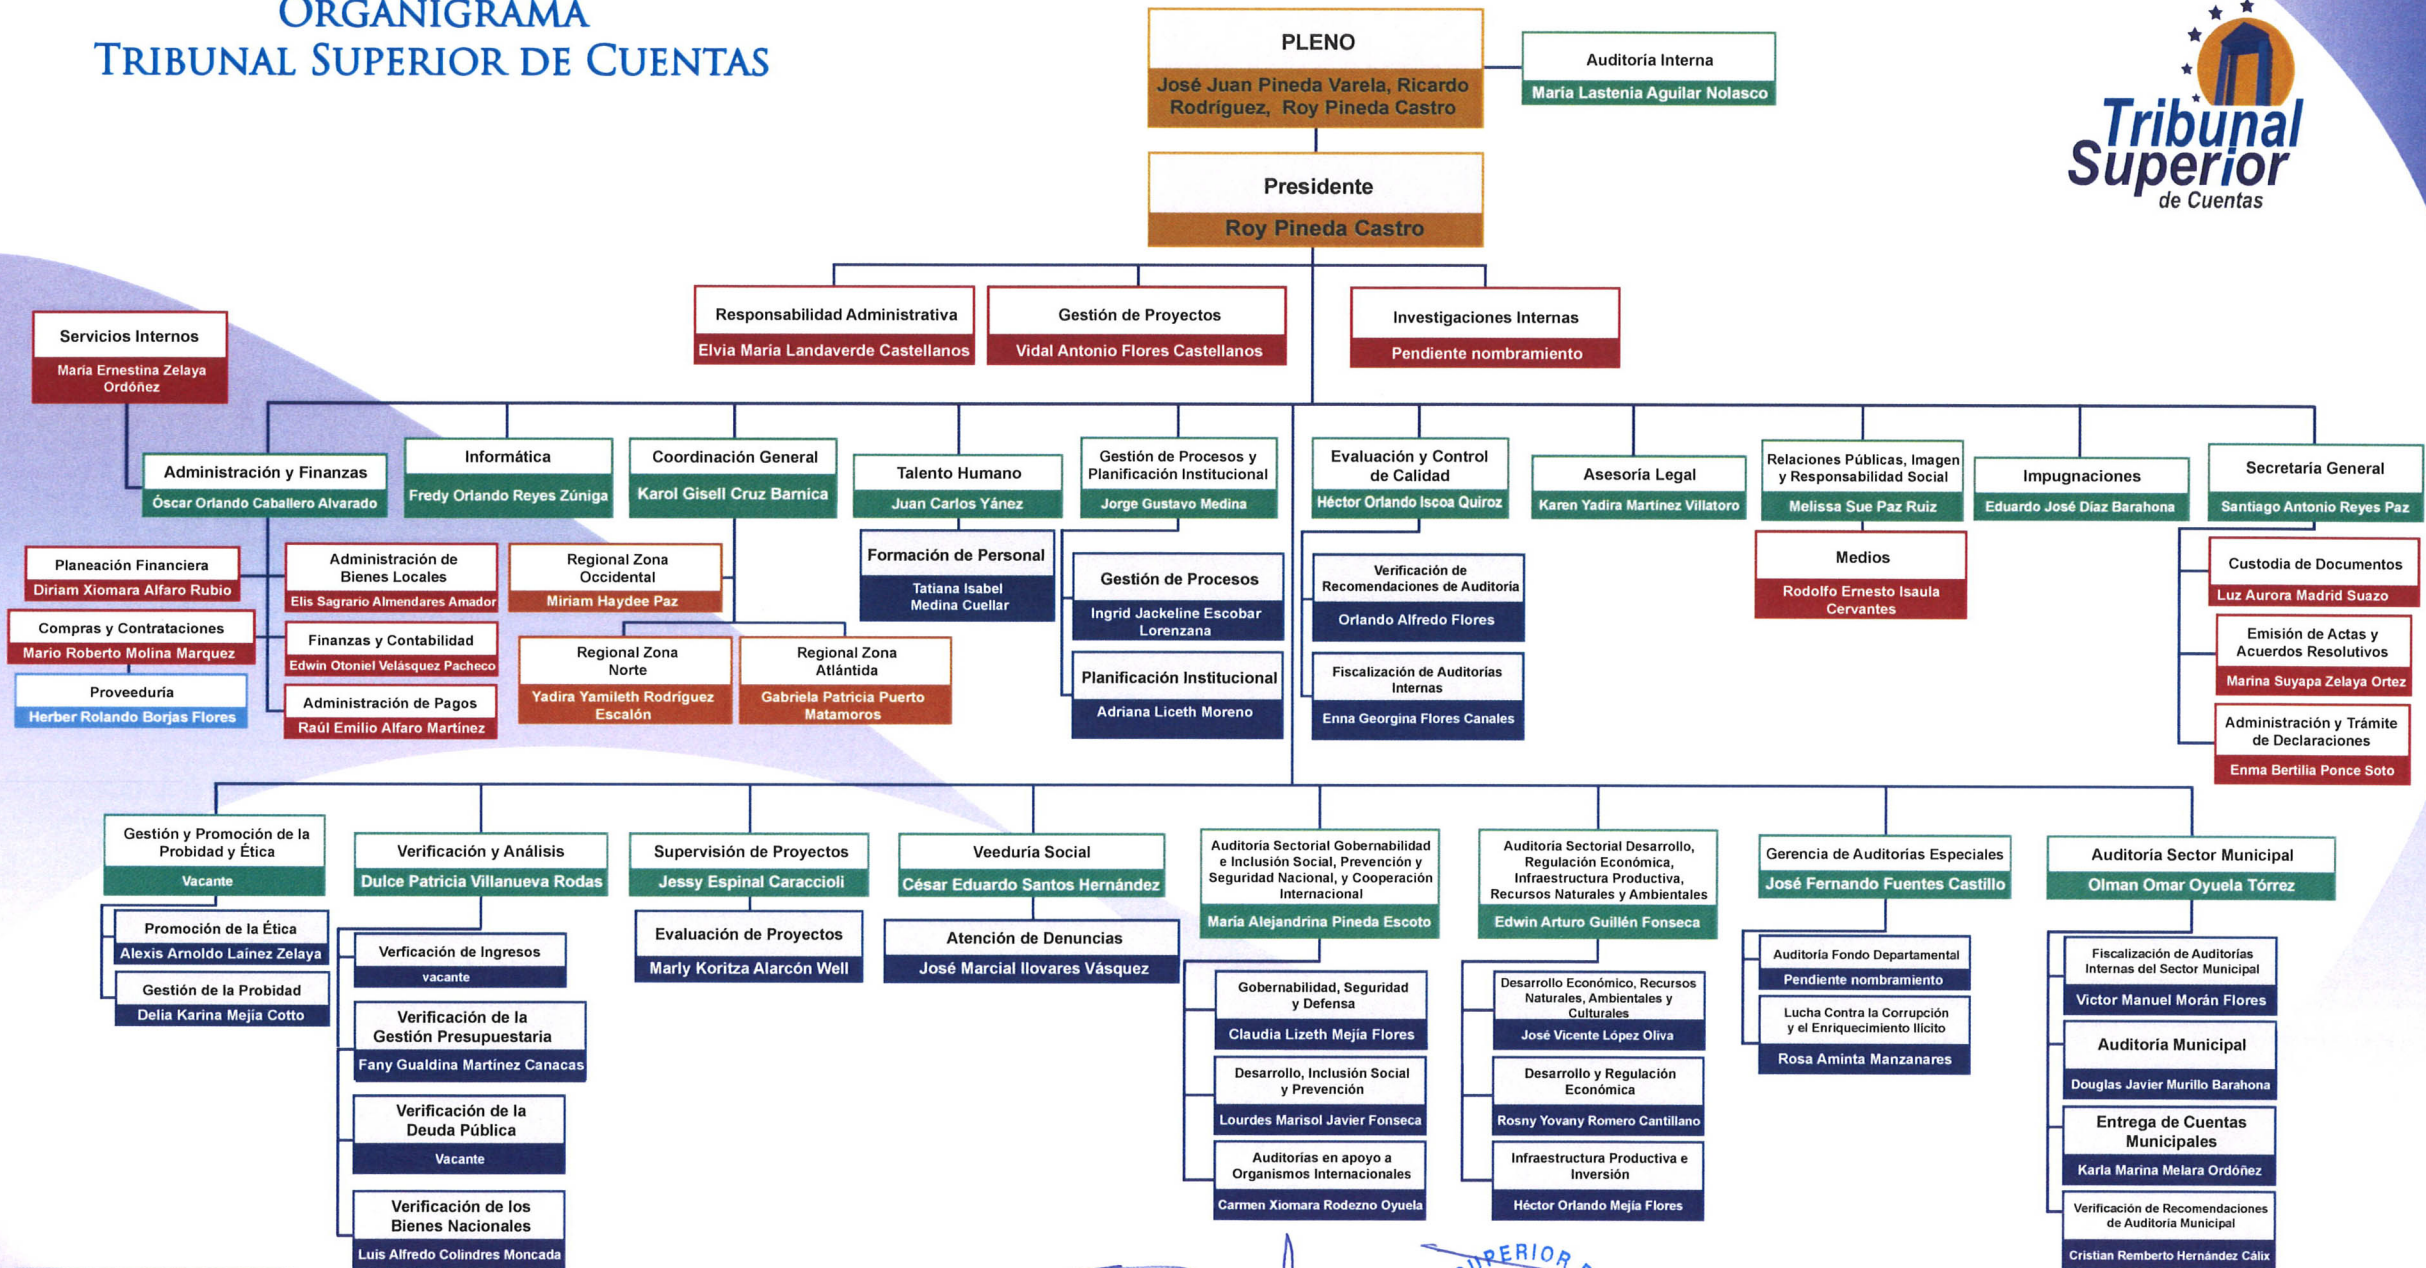 ORGANIGRAMA
TRIBUNAL SUPERIOR DE CUENTAS
PLENO
José Juan Pineda Varela, Ricardo
Rodríguez, Roy Pineda Castro
Auditoría Interna
María Lastenia Aguilar Nolasco
Tribunal
Superior
de Cuentas
Presidente
Roy Pineda Castro
Responsabilidad Administrativa
Elvia María Landaverde Castellanos
Gestión de Proyectos
Vidal Antonio Flores Castellanos
Investigaciones Internas
Pendiente nombramiento
Servicios Internos
María Ernestina Zelaya
Ordóñez
Administración y Finanzas
Óscar Orlando Caballero Alvarado
Informática
Fredy Orlando Reyes Zúniga
Coordinación General
Karol Gisell Cruz Barnica
Talento Humano
Juan Carlos Yánez
Gestión de Procesos y
Planificación Institucional
Jorge Gustavo Medina
Evaluación y Control
de Calidad
Héctor Orlando Iscoa Quiroz
Asesoría Legal
Karen Yadira Martínez Villatoro
Relaciones Públicas, Imagen
y Responsabilidad Social
Melissa Sue Paz Ruiz
Impugnaciones
Eduardo José Díaz Barahona
Secretaría General
Santiago Antonio Reyes Paz
Planeación Financiera
Diriam Xiomara Alfaro Rubio
Compras y Contrataciones
Mario Roberto Molina Marquez
Proveeduría
Herber Rolando Borjas Flores
Administración de
Bienes Locales
Elis Sagrario Almendares Amador
Finanzas y Contabilidad
Edwin Otoniel Velásquez Pacheco
Administración de Pagos
Raúl Emilio Alfaro Martínez
Regional Zona
Occidental
Miriam Haydee Paz
Regional Zona
Norte
Yadira Yamileth Rodríguez
Escalón
Regional Zona
Atlántida
Gabriela Patricia Puerto
Matamoros
Formación de Personal
Tatiana Isabel
Medina Cuellar
Gestión de Procesos
Ingrid Jackeline Escobar
Lorenzana
Planificación Institucional
Adriana Liceth Moreno
Verificación de
Recomendaciones de Auditoría
Orlando Alfredo Flores
Fiscalización de Auditorías
Internas
Enna Georgina Flores Canales
Medios
Rodolfo Ernesto Isaula
Cervantes
Custodia de Documentos
Luz Aurora Madrid Suazo
Emisión de Actas y
Acuerdos Resolutivos
Marina Suyapa Zelaya Ortez
Administración y Trámite
de Declaraciones
Enma Bertilia Ponce Soto
Gestión y Promoción de la
Probidad y Ética
Vacante
Promoción de la Ética
Alexis Arnoldo Laínez Zelaya
Gestión de la Probidad
Delia Karina Mejía Cotto
Verificación y Análisis
Dulce Patricia Villanueva Rodas
Verficación de Ingresos
vacante
Verificación de la
Gestión Presupuestaria
Fany Gualdina Martínez Canacas
Verificación de la
Deuda Pública
Vacante
Verificación de los
Bienes Nacionales
Luis Alfredo Colindres Moncada
Supervisión de Proyectos
Jessy Espinal Caraccioli
Evaluación de Proyectos
Marly Koritza Alarcón Well
Veeduría Social
César Eduardo Santos Hernández
Atención de Denuncias
José Marcial Ilovares Vásquez
Auditoría Sectorial Gobernabilidad
e Inclusión Social, Prevención y
Seguridad Nacional, y Cooperación
Internacional
María Alejandrina Pineda Escoto
Gobernabilidad, Seguridad
y Defensa
Claudia Lizeth Mejía Flores
Desarrollo, Inclusión Social
y Prevención
Lourdes Marisol Javier Fonseca
Auditorías en apoyo a
Organismos Internacionales
Carmen Xiomara Rodezno Oyuela
Auditoría Sectorial Desarrollo,
Regulación Económica,
Infraestructura Productiva,
Recursos Naturales y Ambientales
Edwin Arturo Guillén Fonseca
Desarrollo Económico, Recursos
Naturales, Ambientales y
Culturales
José Vicente López Oliva
Desarrollo y Regulación
Económica
Rosny Yovany Romero Cantillano
Infraestructura Productiva e
Inversión
Héctor Orlando Mejía Flores
Gerencia de Auditorías Especiales
José Fernando Fuentes Castillo
Auditoría Fondo Departamental
Pendiente nombramiento
Lucha Contra la Corrupción
y el Enriquecimiento Ilícito
Rosa Aminta Manzanares
Auditoría Sector Municipal
Olman Omar Oyuela Tórrez
Fiscalización de Auditorías
Internas del Sector Municipal
Victor Manuel Morán Flores
Auditoría Municipal
Douglas Javier Murillo Barahona
Entrega de Cuentas
Municipales
Karla Marina Melara Ordóñez
Verificación de Recomendaciones
de Auditoría Municipal
Cristian Remberto Hernández Cálix